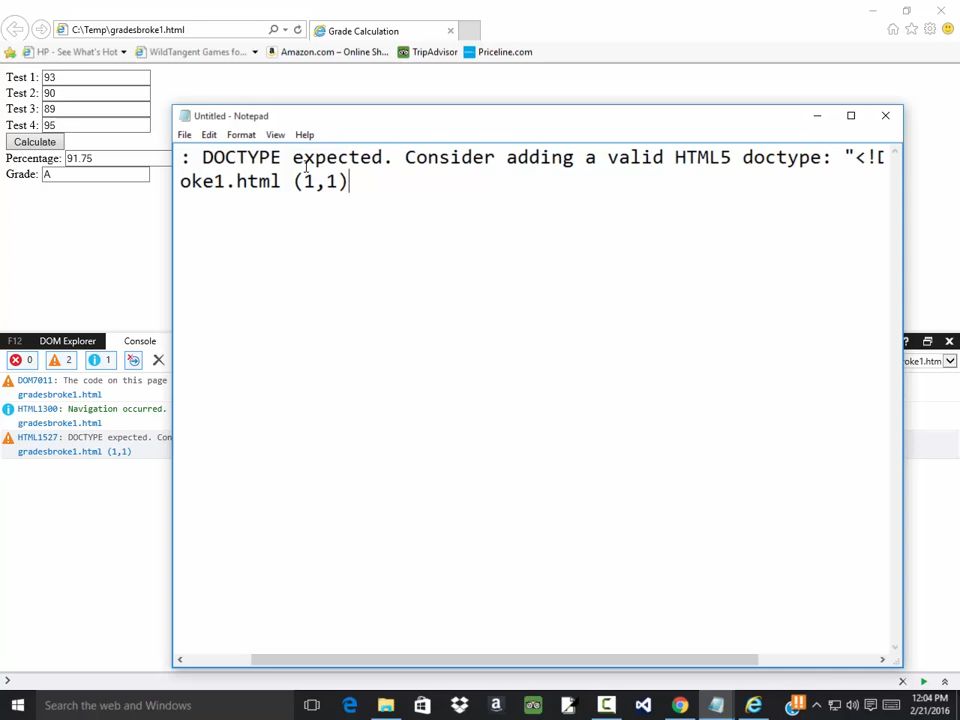 C:\Temp\gradesbroke1.html
Grade Calculation
HP - See What's Hot
WildTangent Games fo...
Amazon.com – Online Sh...
TripAdvisor
Priceline.com
Test 1: 93
Test 2: 90
Test 3: 89
Test 4: 95
Calculate
Percentage: 91.75
Grade: A
Untitled - Notepad
File Edit Format View Help
: DOCTYPE expected. Consider adding a valid HTML5 doctype: "<!D
oke1.html (1,1)
F12 DOM Explorer Console
0 2 1
oke1.htm
DOM7011: The code on this page
gradesbroke1.html
HTML1300: Navigation occurred.
gradesbroke1.html
HTML1527: DOCTYPE expected. Con
gradesbroke1.html (1,1)
Search the web and Windows
12:04 PM
2/21/2016